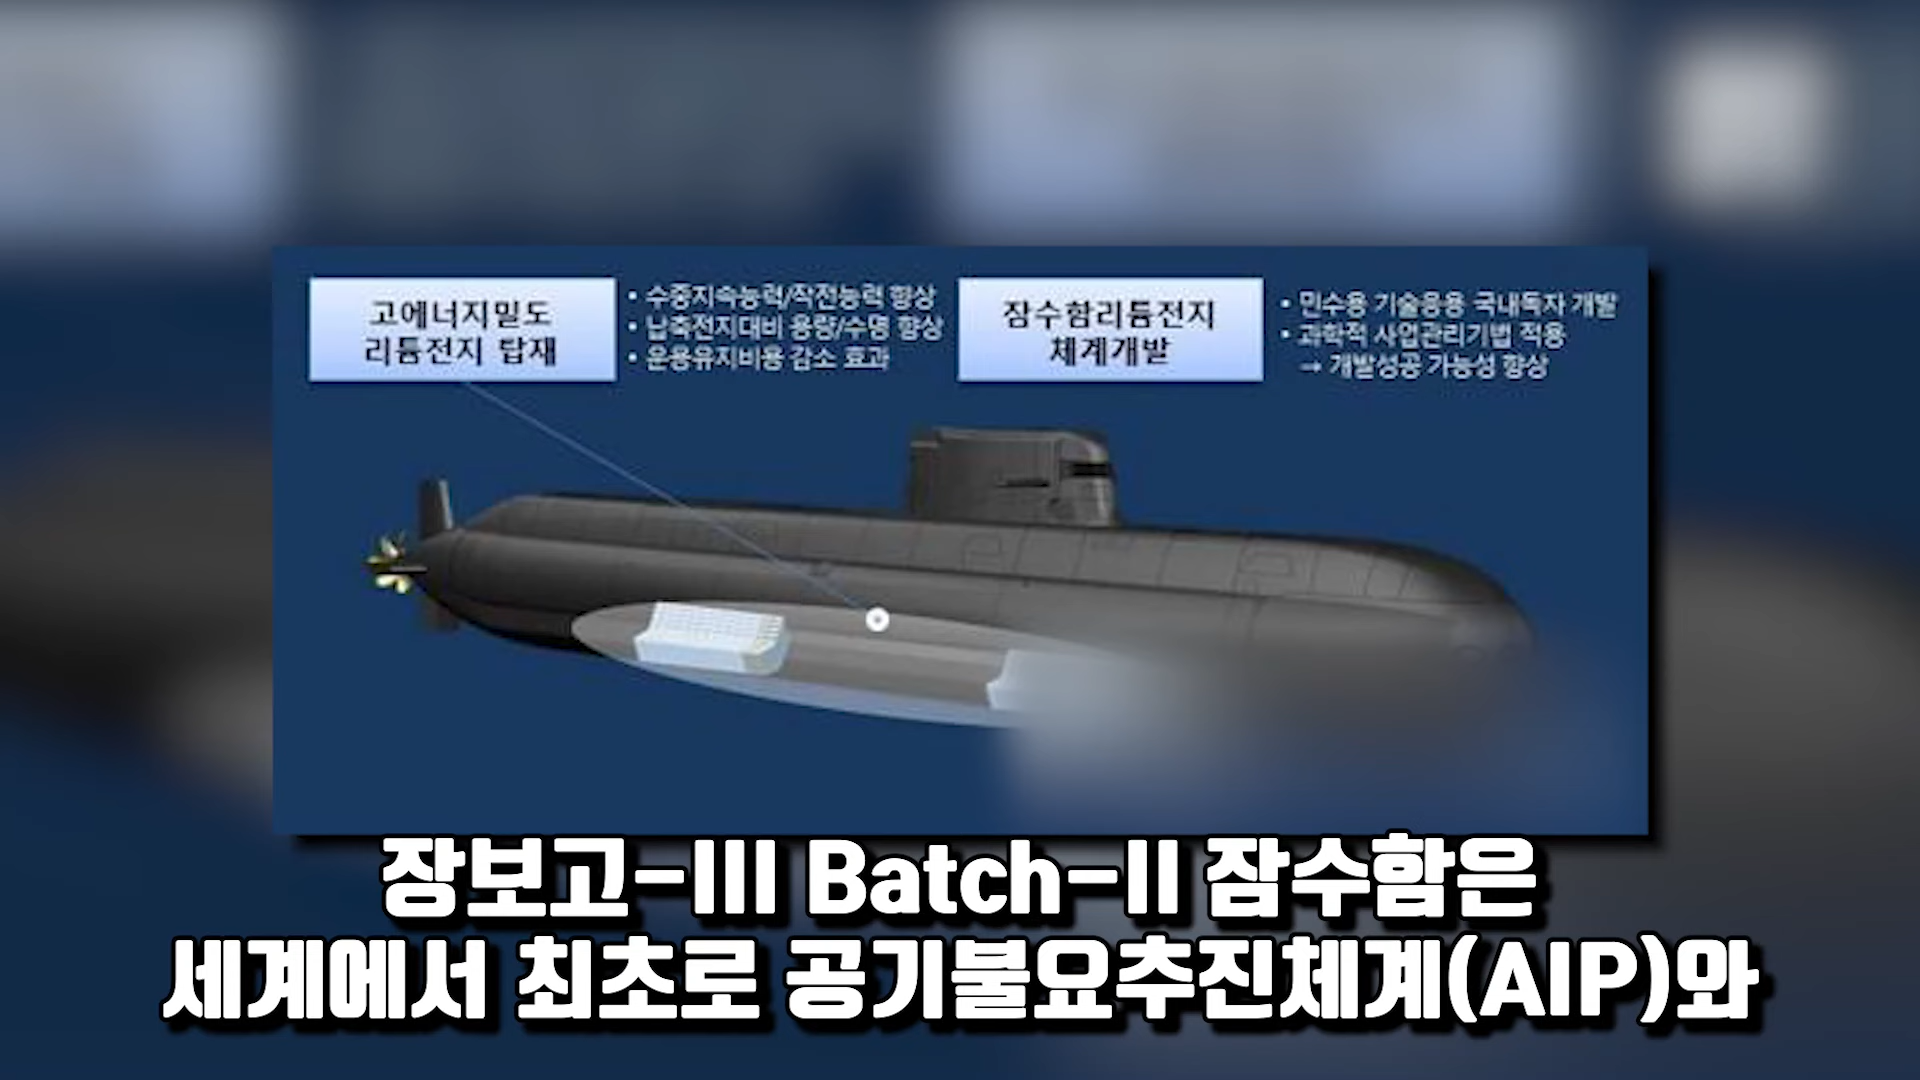 고에너지밀도
리튬전지 탑재
• 수중지속능력/작전능력 향상
• 납축전지대비 용량/수명 향상
• 운용유지비용 감소 효과
잠수함리튬전지
체계개발
• 민수용 기술응용 국내독자 개발
• 과학적 사업관리기법 적용
→ 개발성공 가능성 향상
장보고-III Batch-II 잠수함은
세계에서 최초로 공기불요추진체계(AIP)와